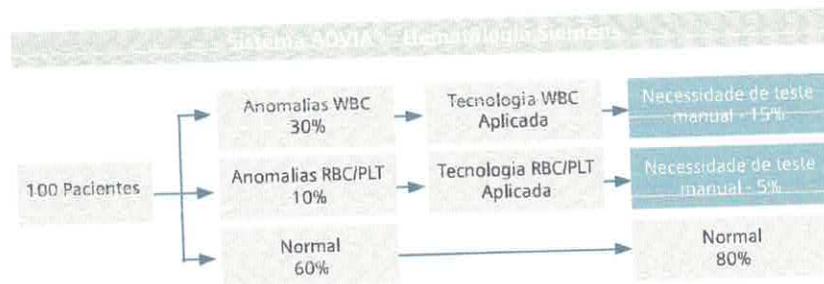 Sistema ADVIA® - Hematologia Siemens
Anomalias WBC
30%
Tecnologia WBC
Aplicada
Necessidade de teste
manual - 15%
100 Pacientes
Anomalias RBC/PLT
10%
Tecnologia RBC/PLT
Aplicada
Necessidade de teste
manual - 5%
Normal
60%
Normal
80%